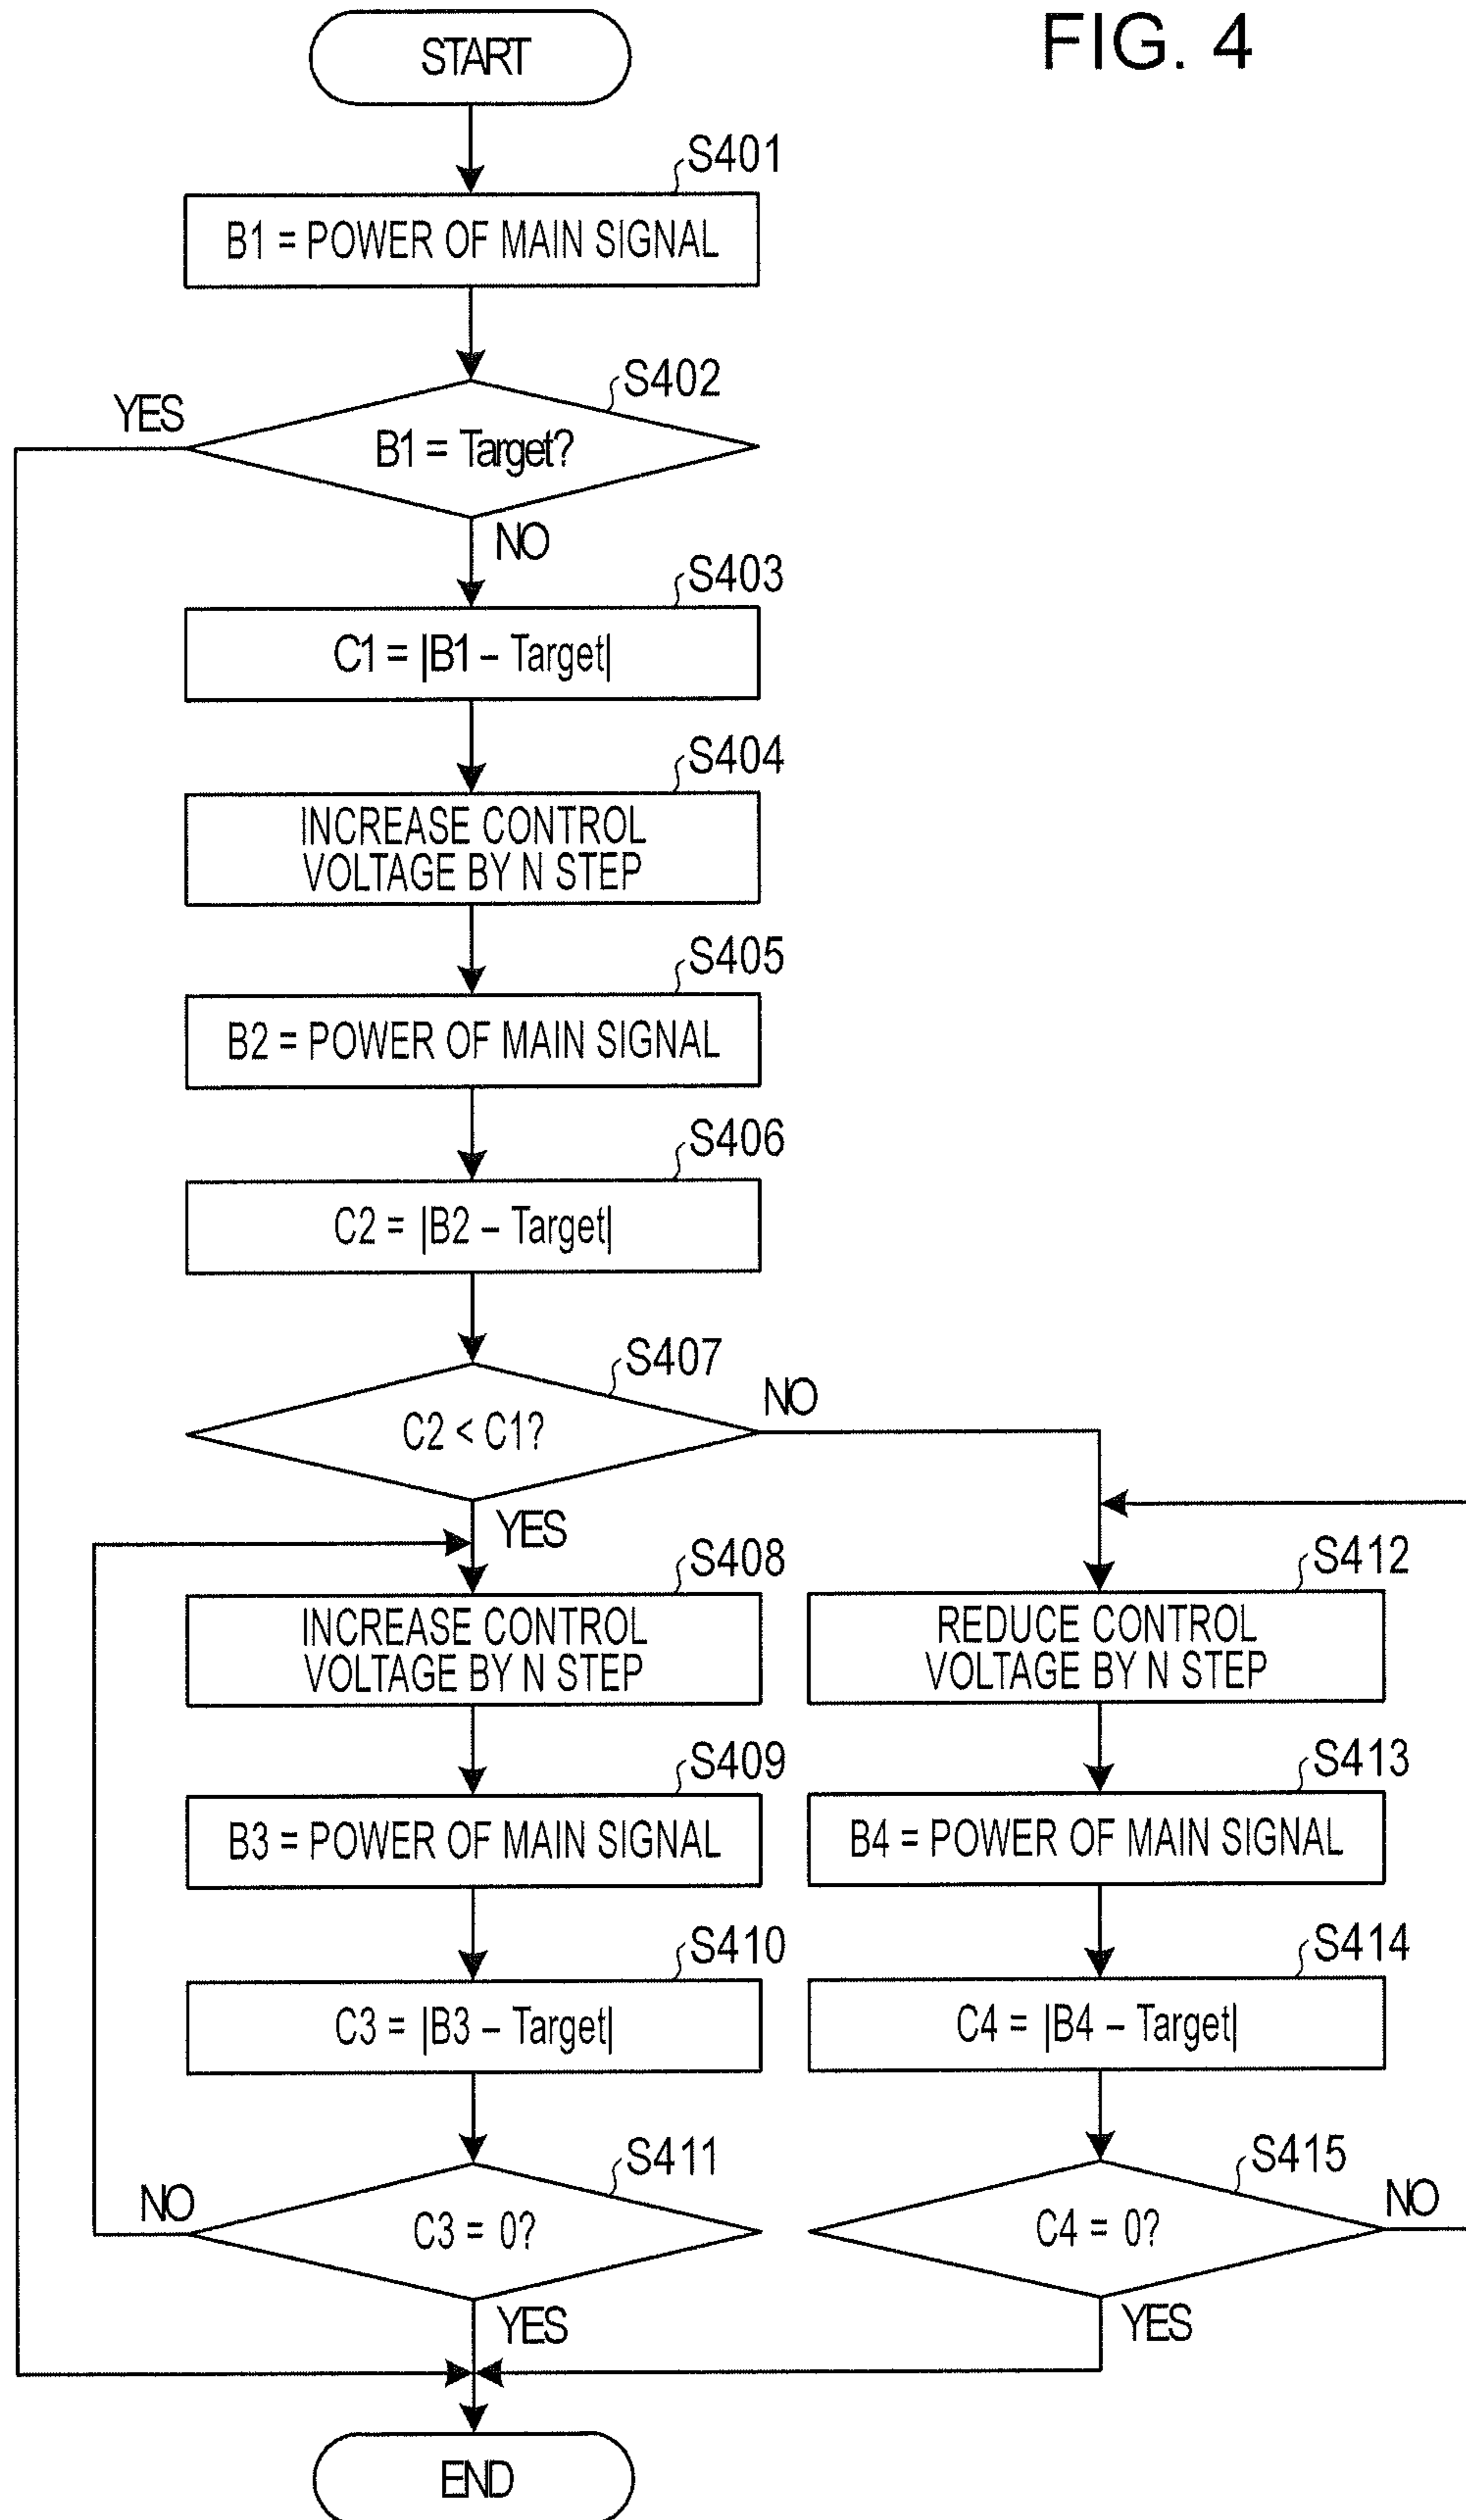 FIG. 4
START
S401
B1 = POWER OF MAIN SIGNAL
S402
YES
B1 = Target?
NO
S403
C1 = |B1 – Target|
S404
INCREASE CONTROL
VOLTAGE BY N STEP
S405
B2 = POWER OF MAIN SIGNAL
S406
C2 = |B2 – Target|
S407
NO
C2 < C1?
YES
S408
INCREASE CONTROL
VOLTAGE BY N STEP
S409
B3 = POWER OF MAIN SIGNAL
S410
C3 = |B3 – Target|
S411
NO
C3 = 0?
YES
S412
REDUCE CONTROL
VOLTAGE BY N STEP
S413
B4 = POWER OF MAIN SIGNAL
S414
C4 = |B4 – Target|
S415
NO
C4 = 0?
YES
END